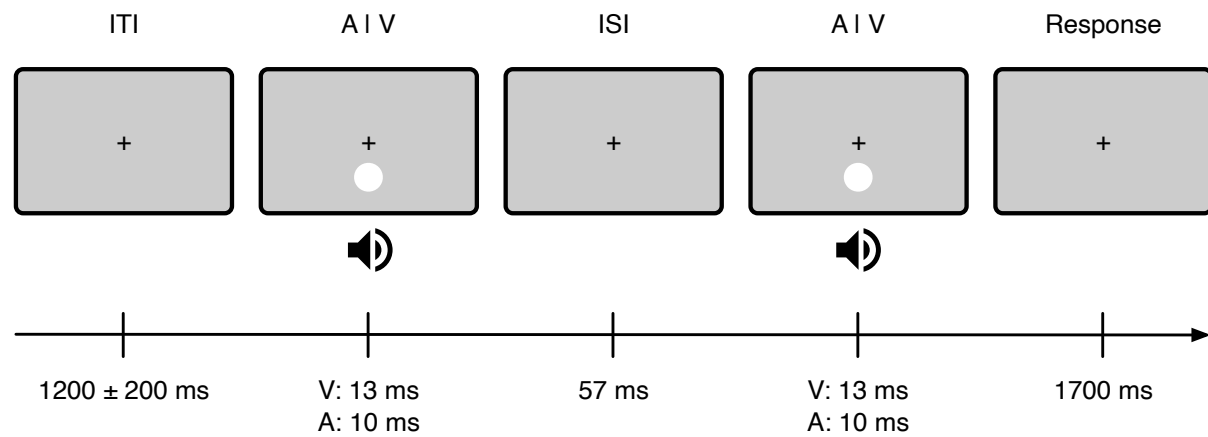 ITI
A | V
ISI
A | V
Response
+
+
+
+
+
1200 ± 200 ms
V: 13 ms
A: 10 ms
57 ms
V: 13 ms
A: 10 ms
1700 ms